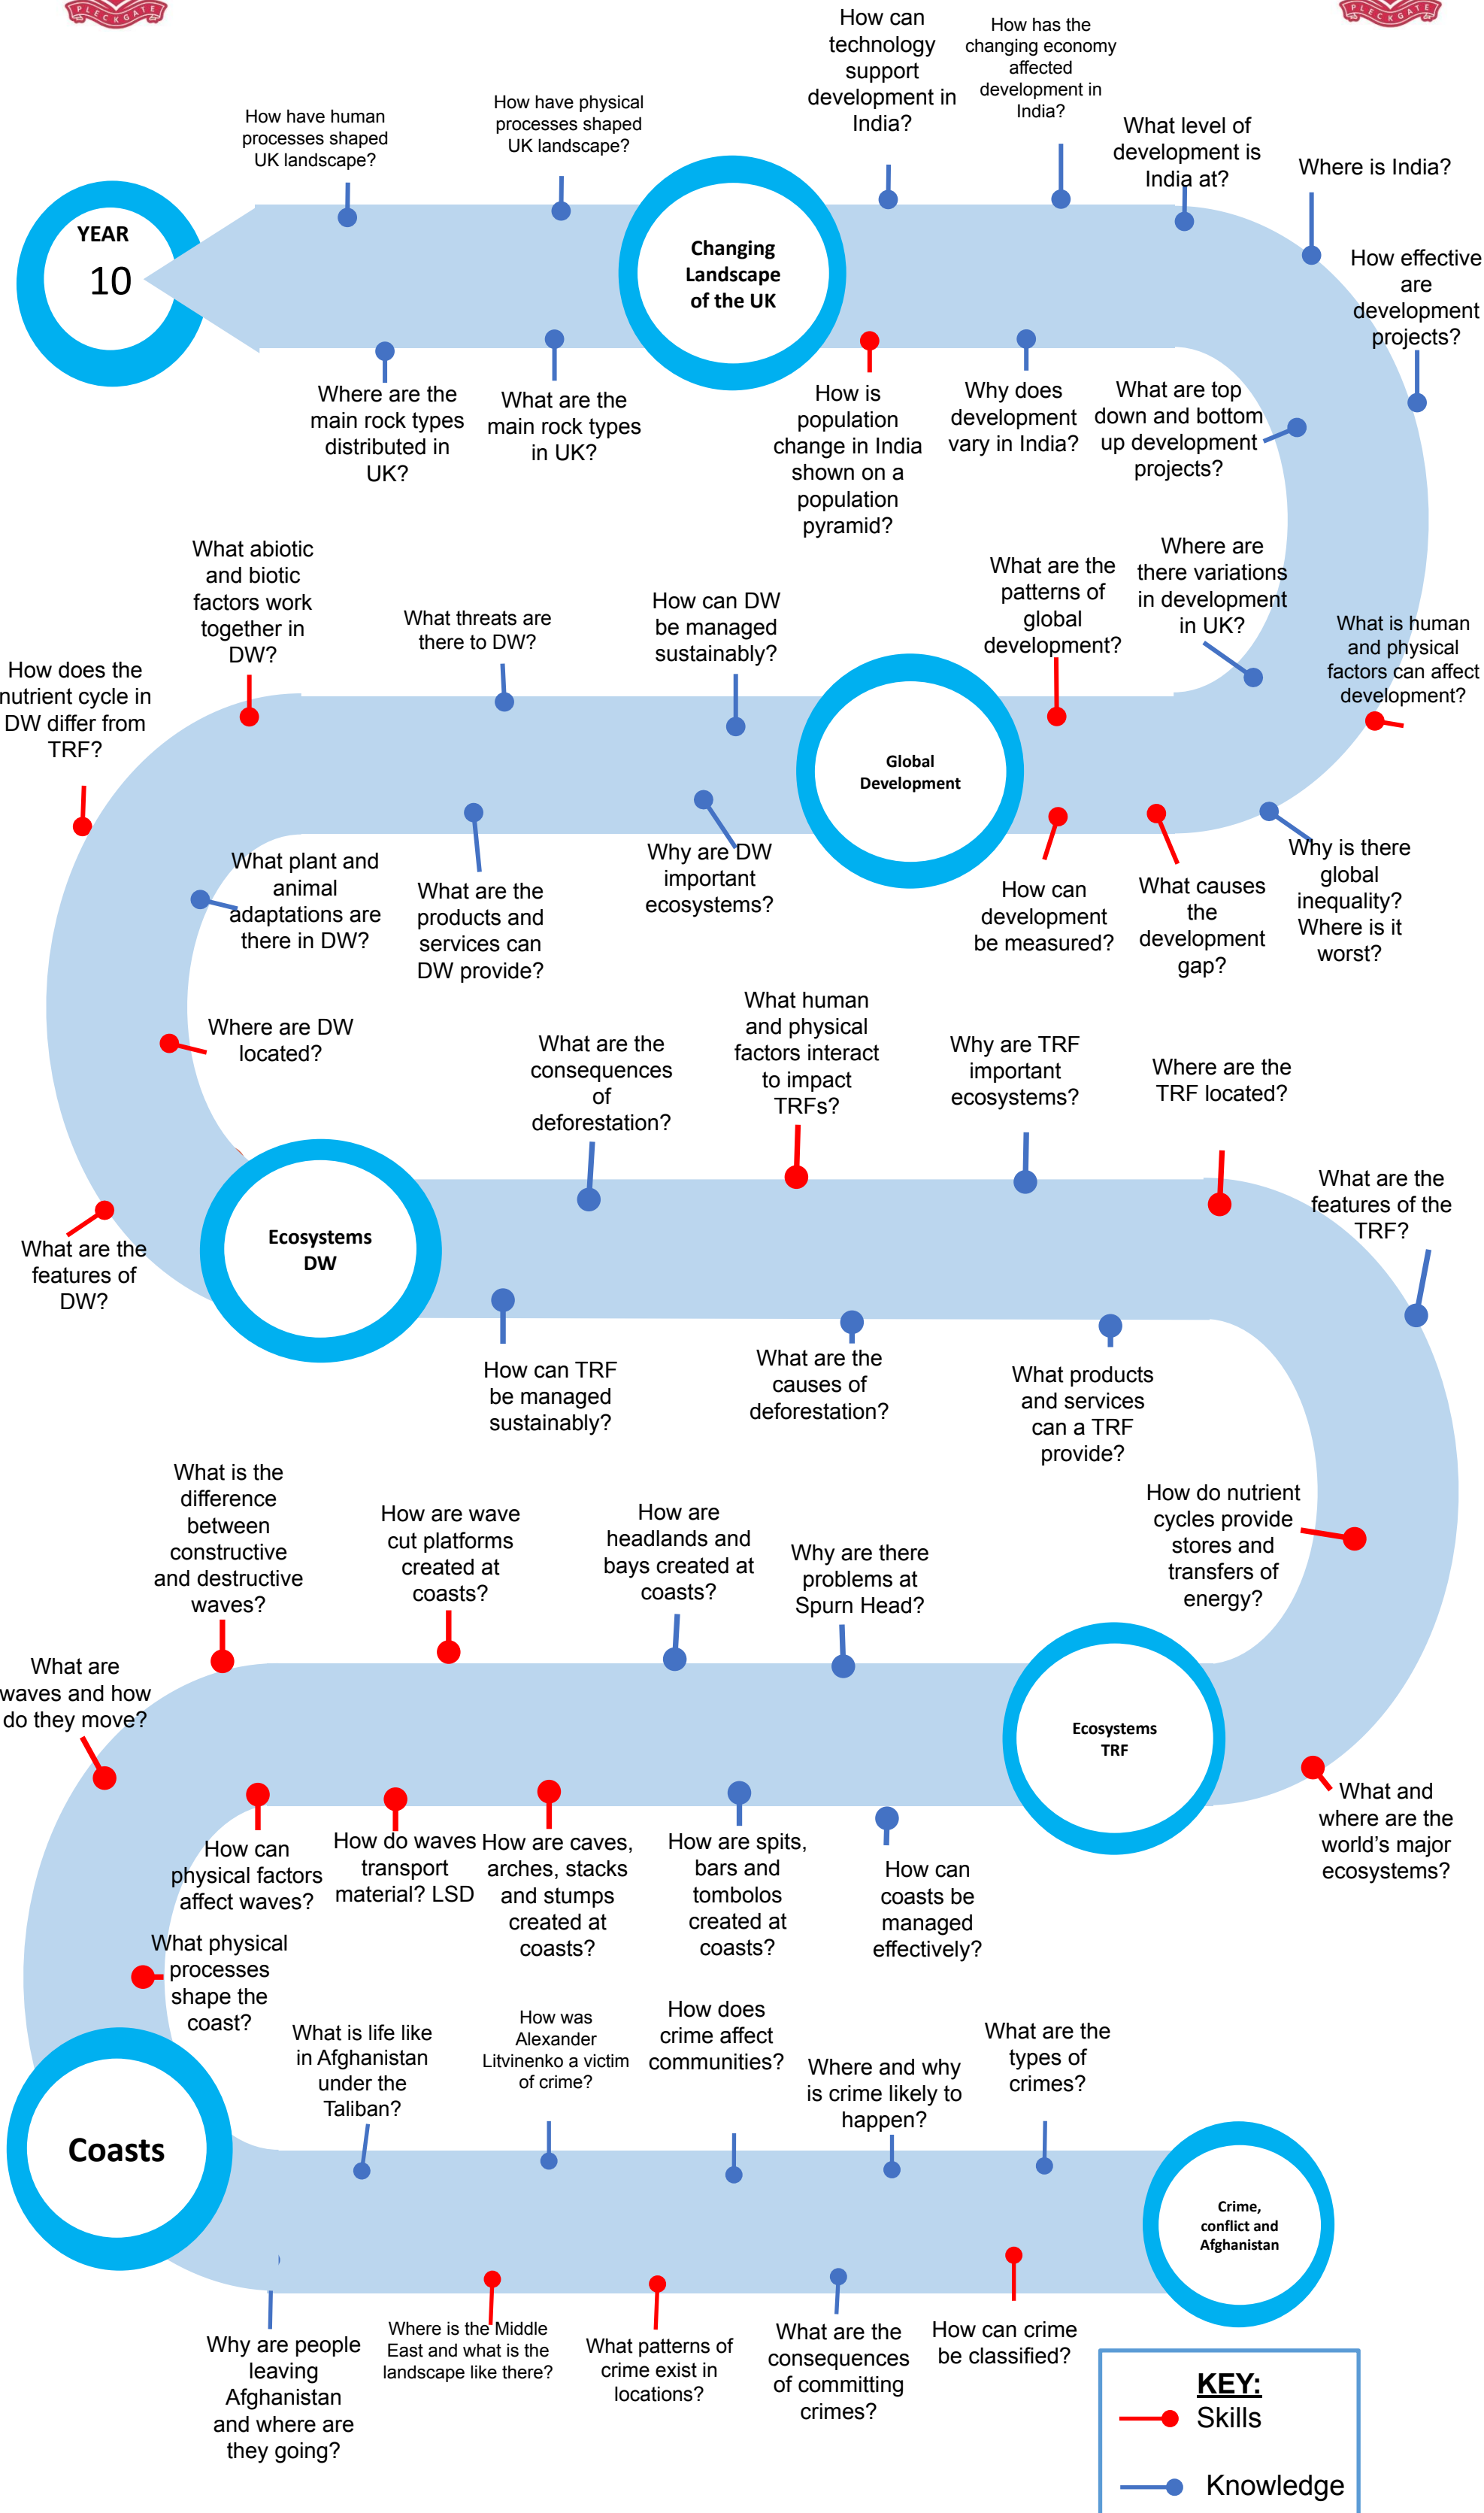 PLECKGATE
PLECKGATE
How can
technology
support
development in
India?
How has the
changing economy
affected
development in
India?
How have human
processes shaped
UK landscape?
How have physical
processes shaped
UK landscape?
What level of
development is
India at?
Where is India?
YEAR
10
Changing
Landscape
of the UK
How effective
are
development
projects?
Where are the
main rock types
distributed in
UK?
What are the
main rock types
in UK?
How is
population
change in India
shown on a
population
pyramid?
Why does
development
vary in India?
What are top
down and bottom
up development
projects?
What abiotic
and biotic
factors work
together in
DW?
What threats are
there to DW?
How can DW
be managed
sustainably?
What are the
patterns of
global
development?
Where are
there variations
in development
in UK?
What is human
and physical
factors can affect
development?
How does the
nutrient cycle in
DW differ from
TRF?
Global
Development
What plant and
animal
adaptations are
there in DW?
What are the
products and
services can
DW provide?
Why are DW
important
ecosystems?
How can
development
be measured?
What causes
the
development
gap?
Why is there
global
inequality?
Where is it
worst?
Where are DW
located?
What are the
consequences
of
deforestation?
What human
and physical
factors interact
to impact
TRFs?
Why are TRF
important
ecosystems?
Where are the
TRF located?
What are the
features of the
TRF?
What are the
features of
DW?
Ecosystems
DW
How can TRF
be managed
sustainably?
What are the
causes of
deforestation?
What products
and services
can a TRF
provide?
What is the
difference
between
constructive
and destructive
waves?
How are wave
cut platforms
created at
coasts?
How are
headlands and
bays created at
coasts?
Why are there
problems at
Spurn Head?
How do nutrient
cycles provide
stores and
transfers of
energy?
What are
waves and how
do they move?
Ecosystems
TRF
What and
where are the
world's major
ecosystems?
How can
physical factors
affect waves?
How do waves
transport
material? LSD
How are caves,
arches, stacks
and stumps
created at
coasts?
How are spits,
bars and
tombolos
created at
coasts?
How can
coasts be
managed
effectively?
What physical
processes
shape the
coast?
What is life like
in Afghanistan
under the
Taliban?
How was
Alexander
Litvinenko a victim
of crime?
How does
crime affect
communities?
Where and why
is crime likely to
happen?
What are the
types of
crimes?
Coasts
Crime,
conflict and
Afghanistan
Why are people
leaving
Afghanistan
and where are
they going?
Where is the Middle
East and what is the
landscape like there?
What patterns of
crime exist in
locations?
What are the
consequences
of committing
crimes?
How can crime
be classified?
KEY:
Skills
Knowledge